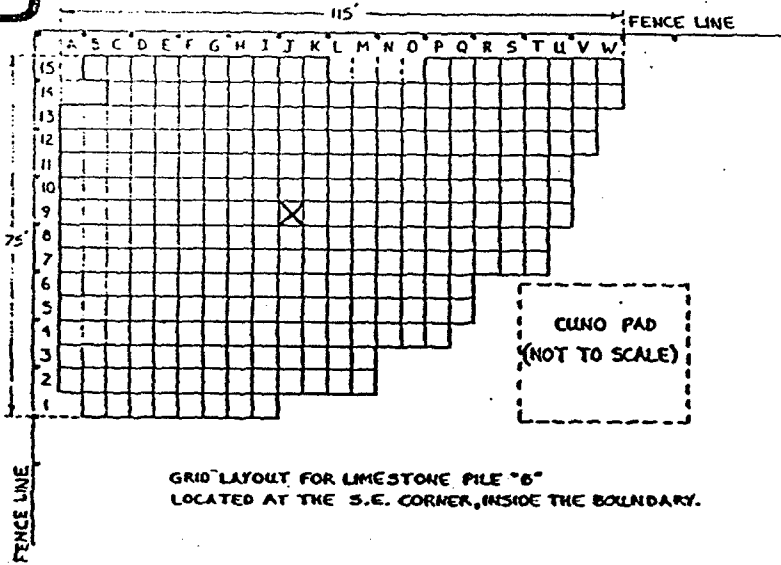 115'
FENCE LINE
A S C D E F G H I J K L M N O P Q R S T U V W
15
14
13
12
11
10
9
8
7
6
5
4
3
2
1
75'
CUNO PAD
(NOT TO SCALE)
FENCE LINE
GRID LAYOUT FOR LIMESTONE PILE "B"
LOCATED AT THE S.E. CORNER, INSIDE THE BOUNDARY.